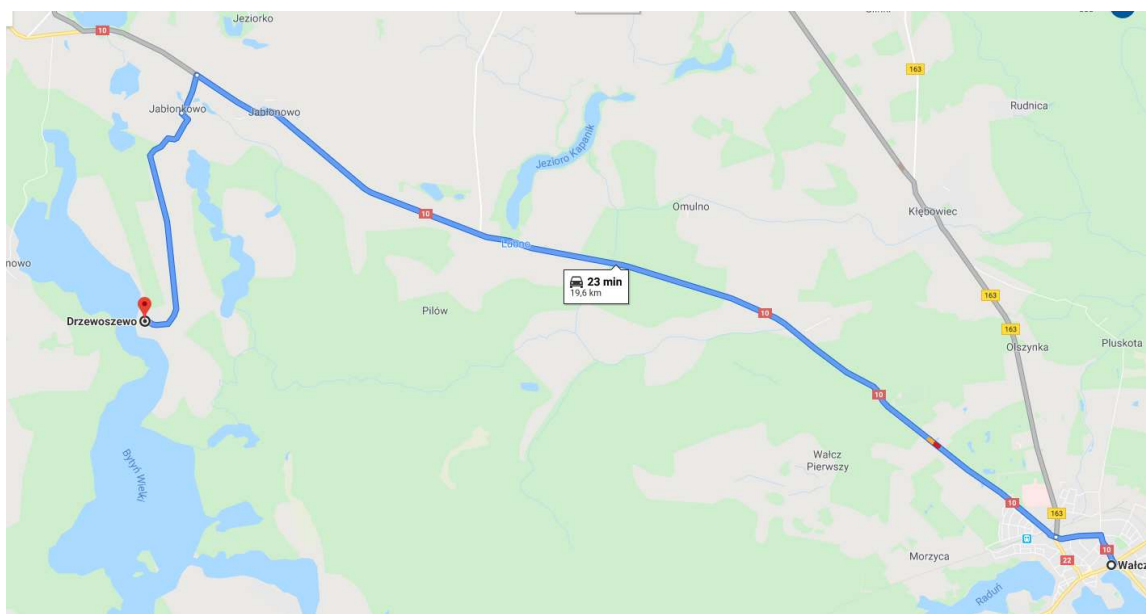 Jeziorko
10
163
Rudnica
Jabłonkowo
Jabłonowo
Jezioro Kapanik
Omulno
Kłębowiec
10
Łubno
nowo
23 min
19,6 km
163
Drzewoszewo
Piłów
10
163
Olszynka
Pluskota
10
Bytyń Wielki
Wałcz
Pierwszy
10
163
Morzyca
22
10
Wałcz
Raduń